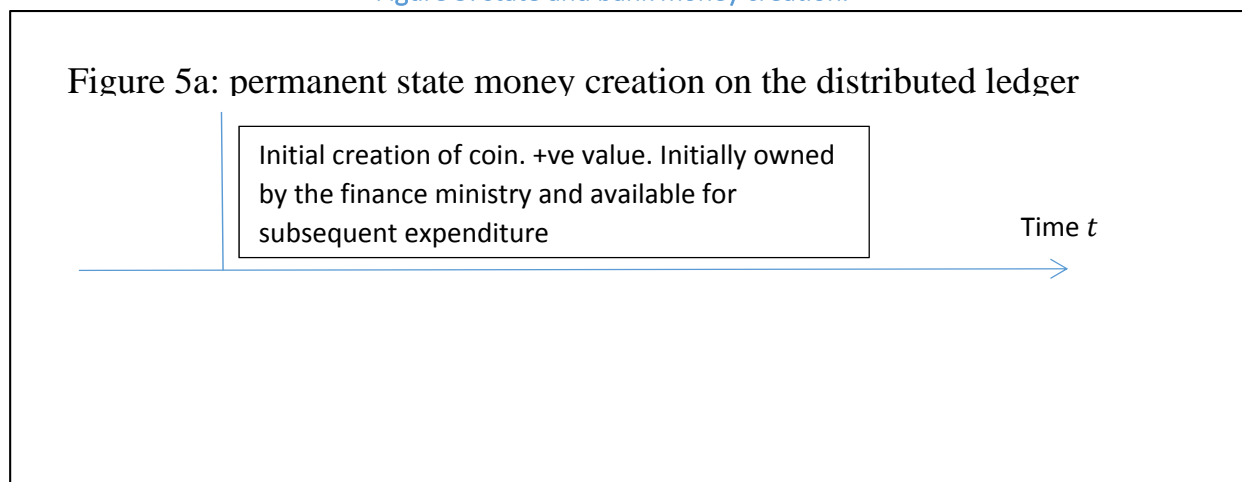 Figure 5a: permanent state money creation on the distributed ledger
Initial creation of coin. +ve value. Initially owned
by the finance ministry and available for
subsequent expenditure
Time t